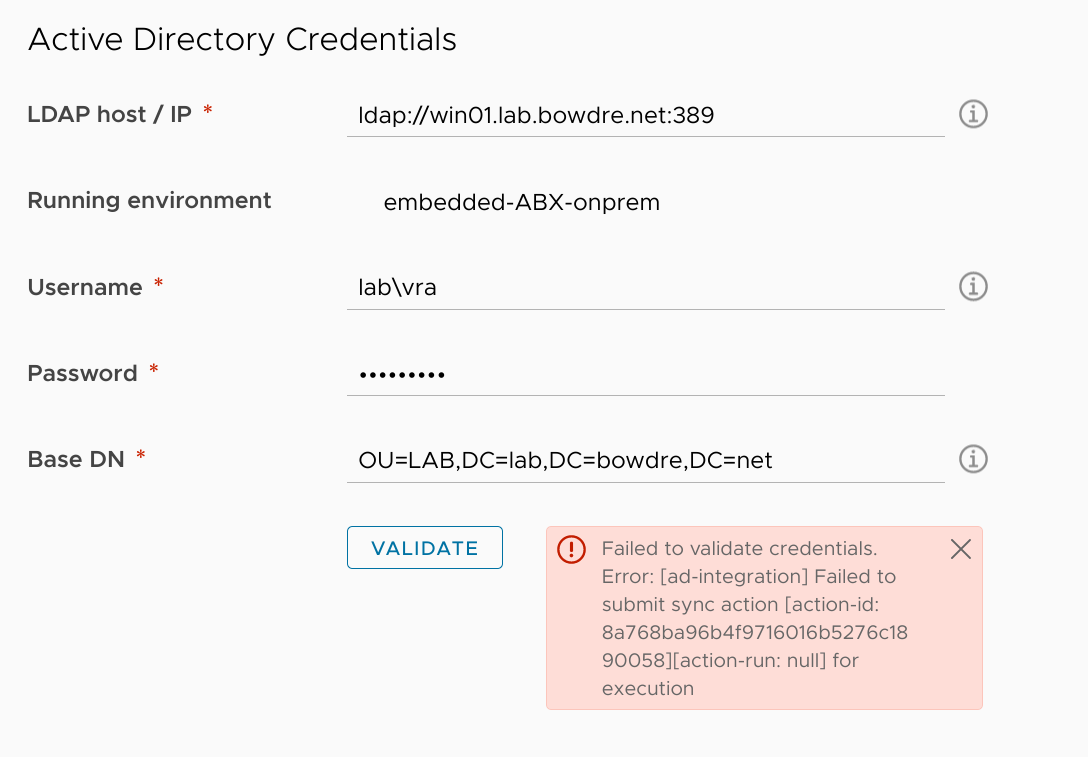 Active Directory Credentials
LDAP host / IP *
ldap://win01.lab.bowdre.net:389
Running environment
embedded-ABX-onprem
Username *
lab\vra
Password *
•••••••••
Base DN *
OU=LAB,DC=lab,DC=bowdre,DC=net
VALIDATE
Failed to validate credentials.
Error: [ad-integration] Failed to
submit sync action [action-id:
8a768ba96b4f9716016b5276c18
90058][action-run: null] for
execution